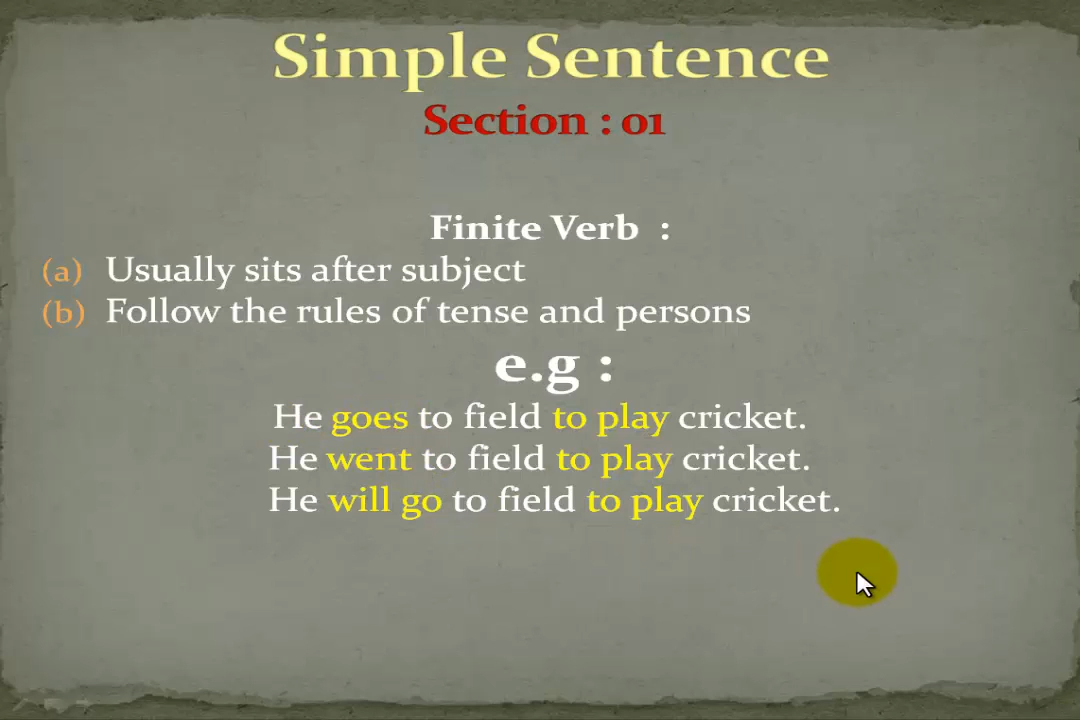 Simple Sentence
Section : 01
Finite Verb :
(a) Usually sits after subject
(b) Follow the rules of tense and persons
e.g :
He goes to field to play cricket.
He went to field to play cricket.
He will go to field to play cricket.